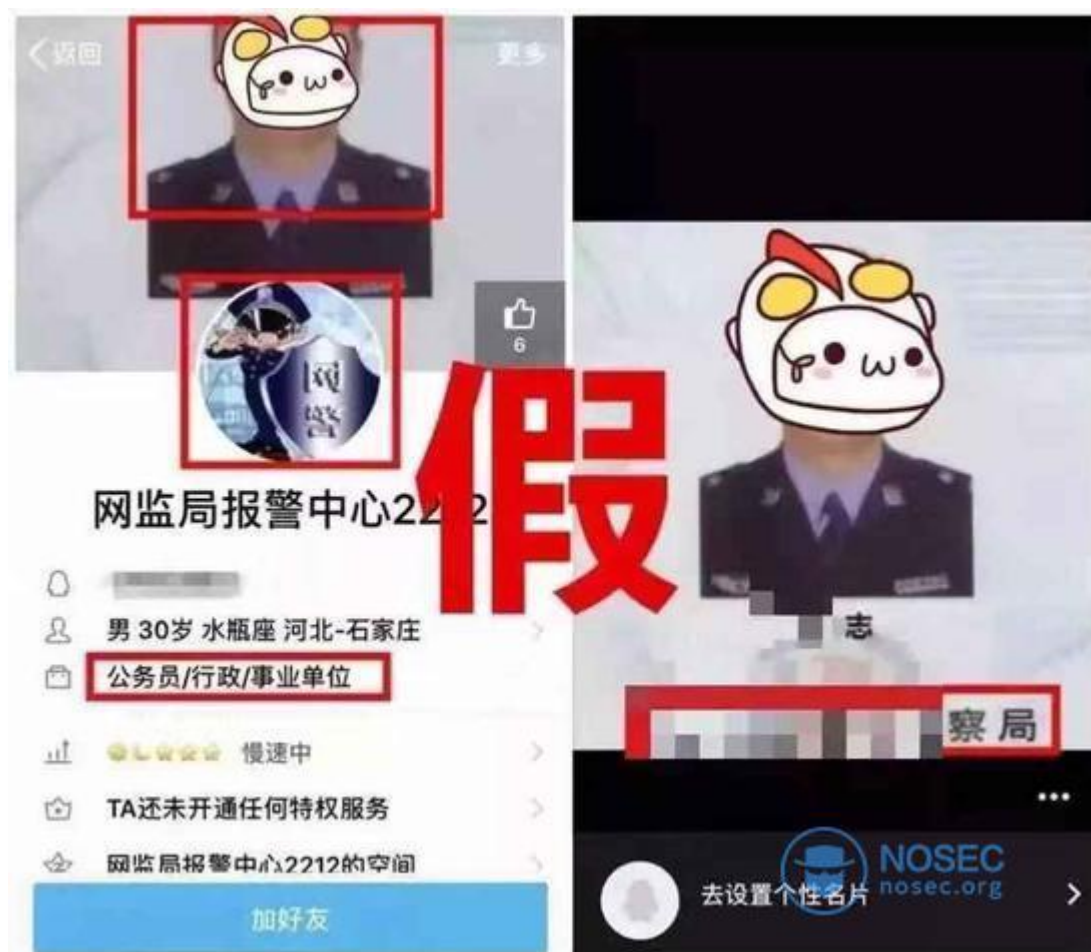 返回
更多
6
网警
网监局报警中心2212
男 30岁 水瓶座 河北-石家庄
公务员/行政/事业单位
慢速中
TA还未开通任何特权服务
网监局报警中心2212的空间
加好友
假
志
察局
去设置个性名片
NOSEC
nosec.org